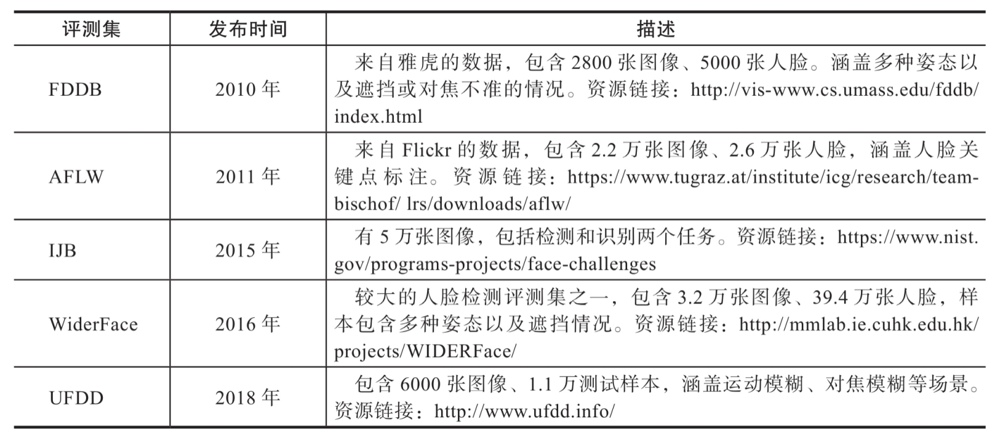 评测集 发布时间 描述
FDDB 2010 年 来自雅虎的数据，包含 2800 张图像、5000 张人脸。涵盖多种姿态以
及遮挡或对焦不准的情况。资源链接：http://vis-www.cs.umass.edu/fddb/
index.html
AFLW 2011 年 来自 Flickr 的数据，包含 2.2 万张图像、2.6 万张人脸，涵盖人脸关
键点标注。资源链接：https://www.tugraz.at/institute/icg/research/team-
bischof/ lrs/downloads/aflw/
IJB 2015 年 有 5 万张图像，包括检测和识别两个任务。资源链接：https://www.nist.
gov/programs-projects/face-challenges
WiderFace 2016 年 较大的人脸检测评测集之一，包含 3.2 万张图像、39.4 万张人脸，样
本包含多种姿态以及遮挡情况。资源链接：http://mmlab.ie.cuhk.edu.hk/
projects/WIDERFace/
UFDD 2018 年 包含 6000 张图像、1.1 万测试样本，涵盖运动模糊、对焦模糊等场景。
资源链接：http://www.ufdd.info/